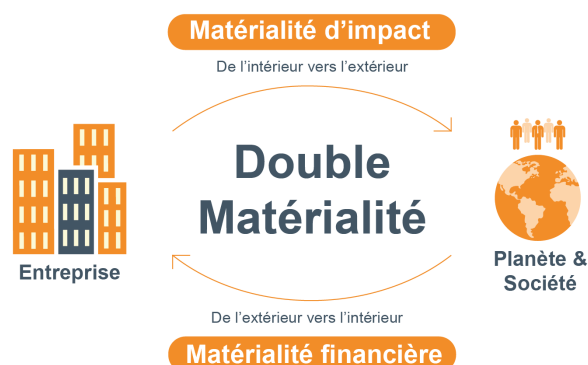 Matérialité d’impact
De l’intérieur vers l’extérieur
Double
Matérialité
Entreprise
Planète &
Société
De l’extérieur vers l’intérieur
Matérialité financière